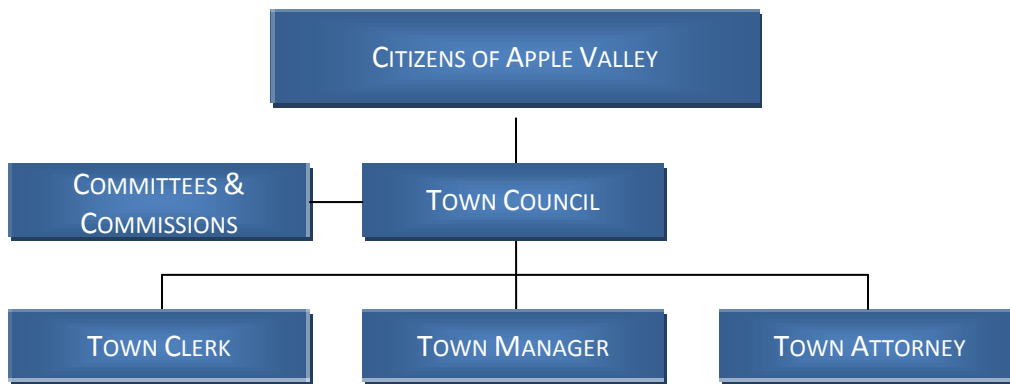 CITIZENS OF APPLE VALLEY
COMMITTEES &
COMMISSIONS
TOWN COUNCIL
TOWN CLERK
TOWN MANAGER
TOWN ATTORNEY